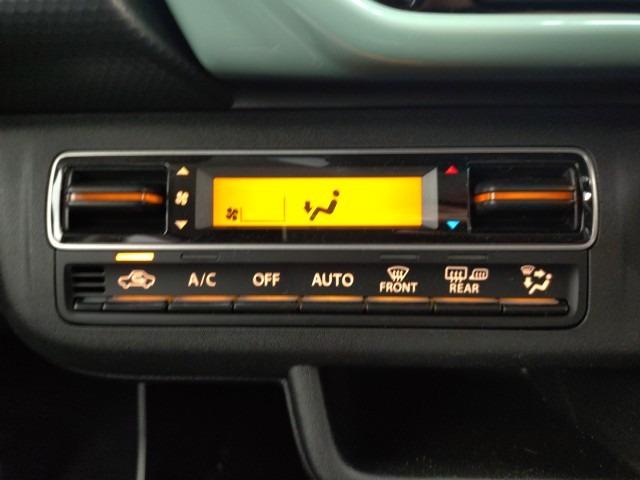 A/C OFF AUTO FRONT REAR